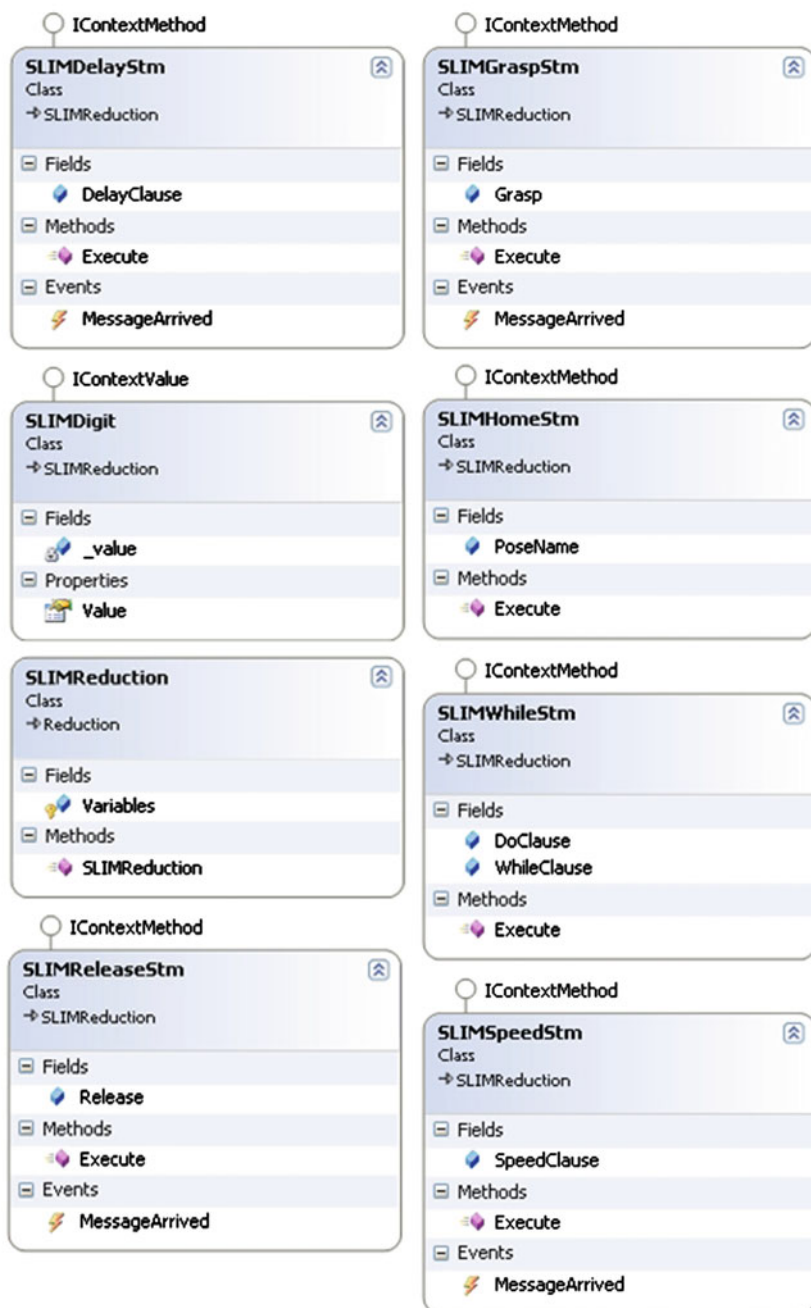 IContextMethod
SLIMDelayStm
Class
SLIMReduction
Fields
DelayClause
Methods
Execute
Events
MessageArrived
IContextValue
SLIMDigit
Class
SLIMReduction
Fields
_value
Properties
Value
SLIMReduction
Class
Reduction
Fields
Variables
Methods
SLIMReduction
IContextMethod
SLIMReleaseStm
Class
SLIMReduction
Fields
Release
Methods
Execute
Events
MessageArrived
IContextMethod
SLIMGraspStm
Class
SLIMReduction
Fields
Grasp
Methods
Execute
Events
MessageArrived
IContextMethod
SLIMHomeStm
Class
SLIMReduction
Fields
PoseName
Methods
Execute
IContextMethod
SLIMWhileStm
Class
SLIMReduction
Fields
DoClause
WhileClause
Methods
Execute
IContextMethod
SLIMSpeedStm
Class
SLIMReduction
Fields
SpeedClause
Methods
Execute
Events
MessageArrived